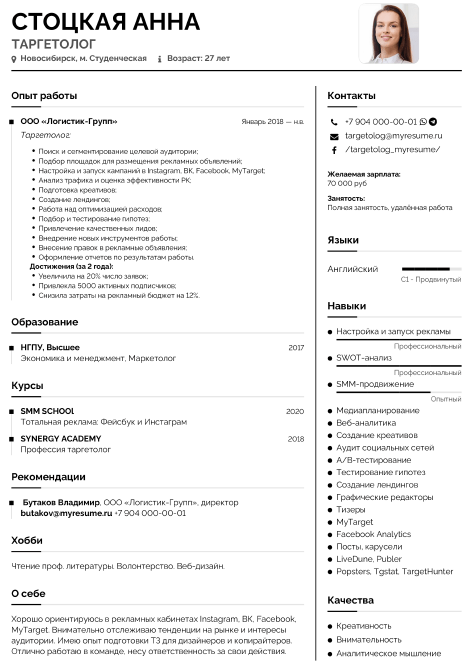 СТОЦКАЯ АННА
ТАРГЕТОЛОГ
Новосибирск, м. Студенческая Возраст: 27 лет
Опыт работы
ООО «Логистик-Групп» Январь 2018 — н.в.
Таргетолог:
Поиск и сегментирование целевой аудитории;
Подбор площадок для размещения рекламных объявлений;
Настройка и запуск кампаний в Instagram, ВК, Facebook, MyTarget;
Анализ трафика и оценка эффективности РК;
Подготовка креативов;
Создание лендингов;
Работа над оптимизацией расходов;
Подбор и тестирование гипотез;
Привлечение качественных лидов;
Внедрение новых инструментов работы;
Внесение правок в рекламные объявления;
Оформление отчетов по результатам работы.
Достижения (за 2 года):
Увеличила на 20% число заявок;
Привлекла 5000 активных подписчиков;
Снизила затраты на рекламный бюджет на 12%.
Образование
НГПУ, Высшее 2017
Экономика и менеджмент, Маркетолог
Курсы
SMM SCHOOl 2020
Тотальная реклама: Фейсбук и Инстаграм
SYNERGY ACADEMY 2018
Профессия таргетолог
Рекомендации
Бутаков Владимир, ООО «Логистик-Групп», директор
butakov@myresume.ru +7 904 000-00-01
Хобби
Чтение проф. литературы. Волонтерство. Веб-дизайн.
О себе
Хорошо ориентируюсь в рекламных кабинетах Instagram, ВК, Facebook,
MyTarget. Внимательно отслеживаю тенденции на рынке и интересы
аудитории. Имею опыт подготовки ТЗ для дизайнеров и копирайтеров.
Отлично работаю в команде, несу ответственность за свои действия.
Контакты
+7 904 000-00-01
targetolog@myresume.ru
/targetolog_myresume/
Желаемая зарплата:
70 000 руб
Занятость:
Полная занятость, удалённая работа
Языки
Английский
C1 - Продвинутый
Навыки
Настройка и запуск рекламы
Профессиональный
SWOT-анализ
Профессиональный
SMM-продвижение
Опытный
Медиапланирование
Веб-аналитика
Создание креативов
Аудит социальных сетей
A/B-тестирование
Тестирование гипотез
Создание лендингов
Графические редакторы
Тизеры
MyTarget
Facebook Analytics
Посты, карусели
LiveDune, Publer
Popsters, Tgstat, TargetHunter
Качества
Креативность
Внимательность
Аналитическое мышление